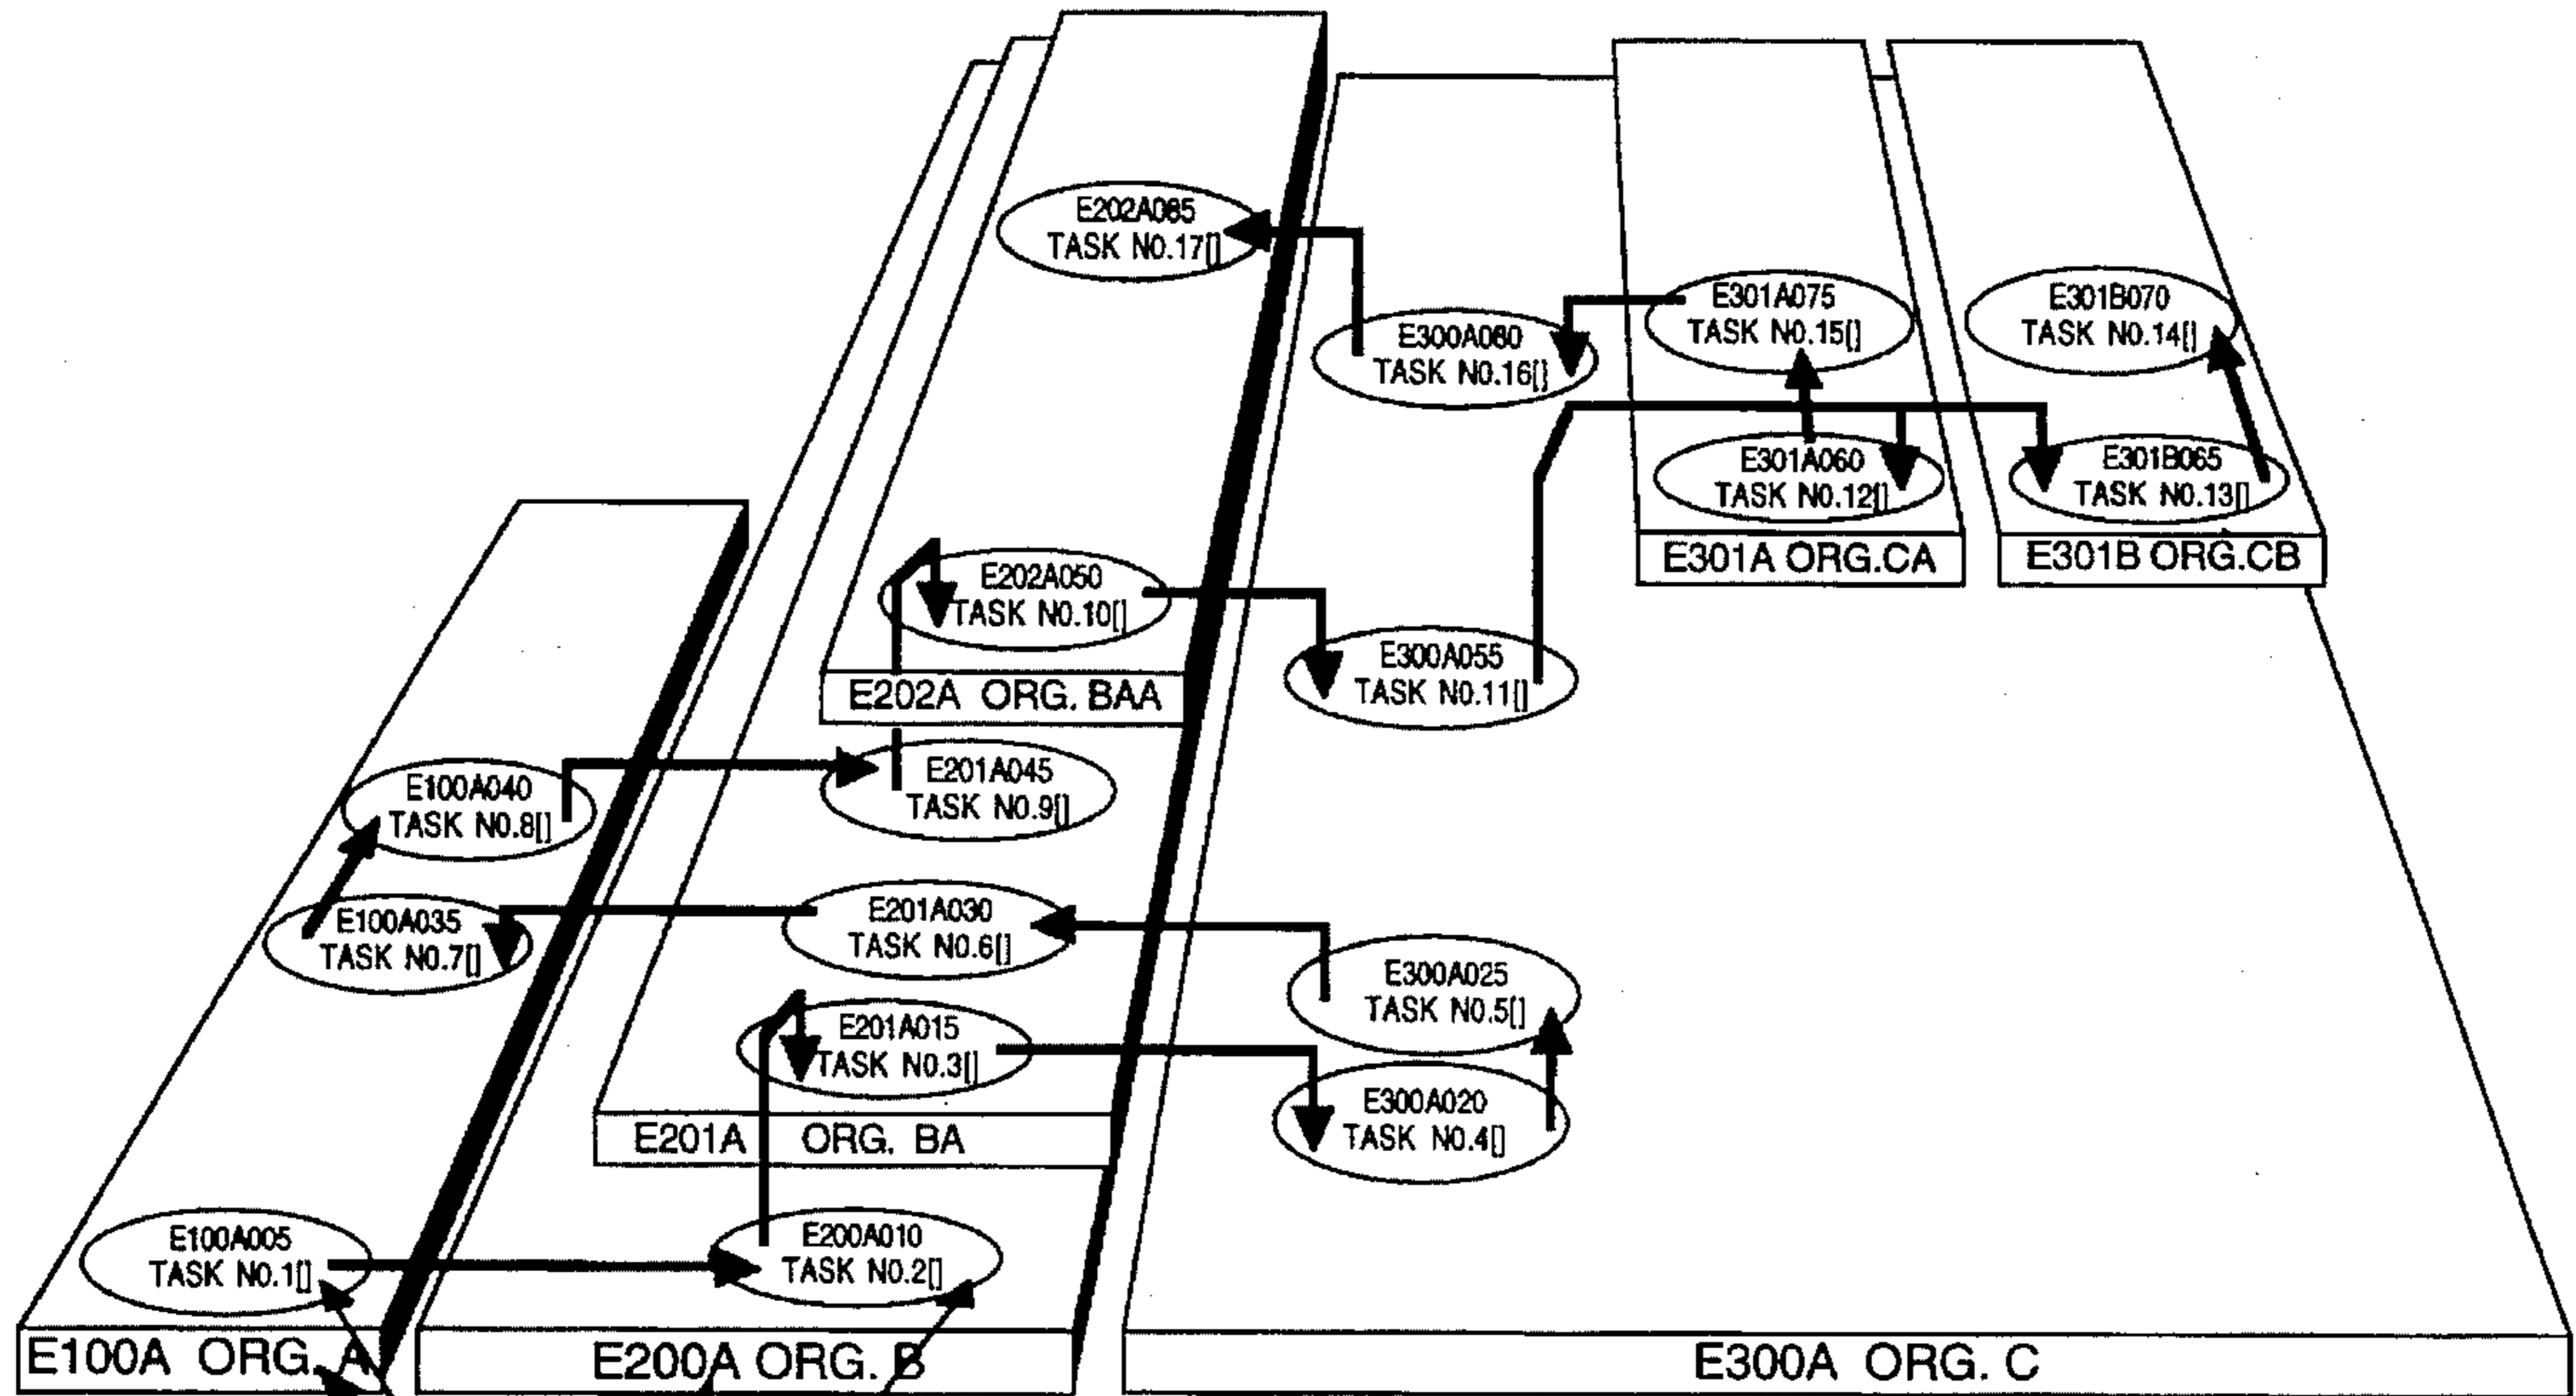 E202A085
TASK N0.17[]
E301A075
TASK N0.15[]
E301B070
TASK N0.14[]
E300A080
TASK N0.16[]
E301A060
TASK N0.12[]
E301B065
TASK N0.13[]
E301A ORG.CA
E301B ORG.CB
E202A050
TASK N0.10[]
E300A055
TASK N0.11[]
E202A ORG. BAA
E100A040
TASK N0.8[]
E201A045
TASK N0.9[]
E100A035
TASK N0.7[]
E201A030
TASK N0.6[]
E300A025
TASK N0.5[]
E201A015
TASK N0.3[]
E300A020
TASK N0.4[]
E201A ORG. BA
E100A005
TASK N0.1[]
E200A010
TASK N0.2[]
E100A ORG. A
E200A ORG. B
E300A ORG. C